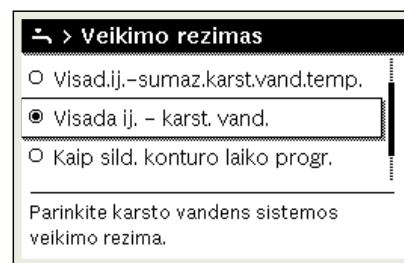 > Veikimo rezimas
Visad.ij.-sumaz.karst.vand.temp.
Visada ij. - karst. vand.
Kaip sild. konturo laiko progr.
Parinkite karsto vandens sistemos
veikimo rezima.